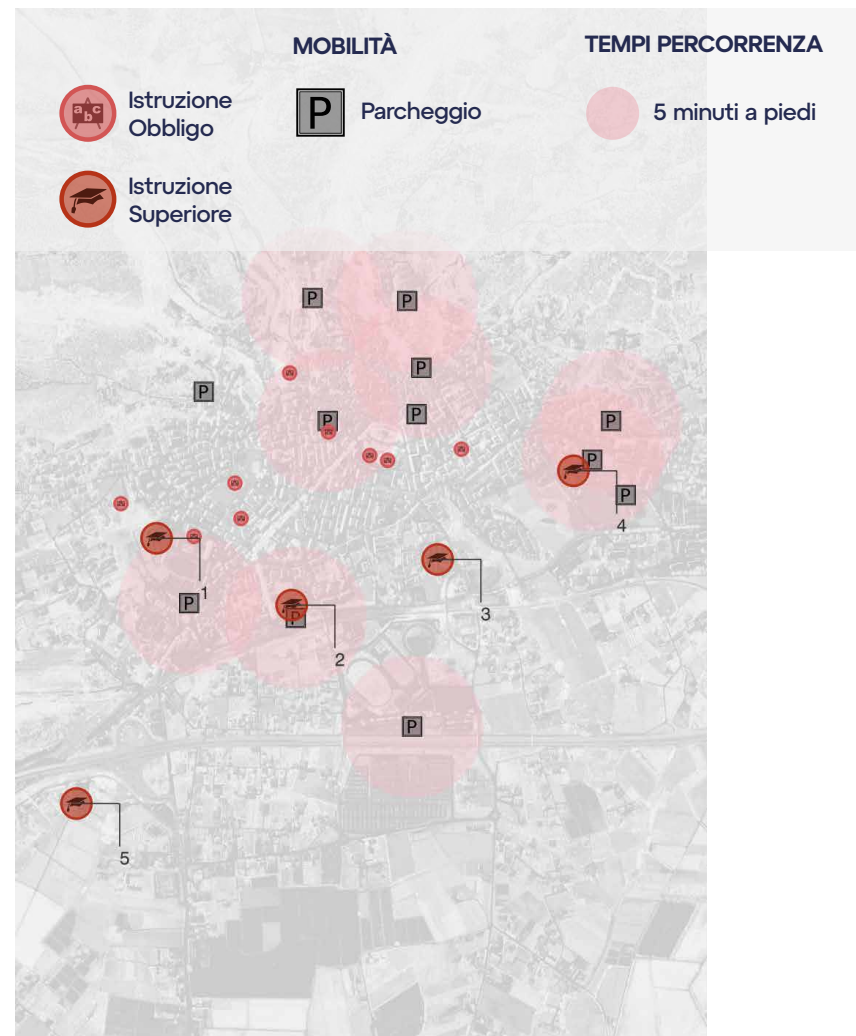 MOBILITÀ
TEMPI PERCORRENZA
a b c
Istruzione
Obbligo
P
Parcheggio
5 minuti a piedi
Istruzione
Superiore
P
P
P
P
P
P
P
P
P
4
1
P
3
P
2
P
5